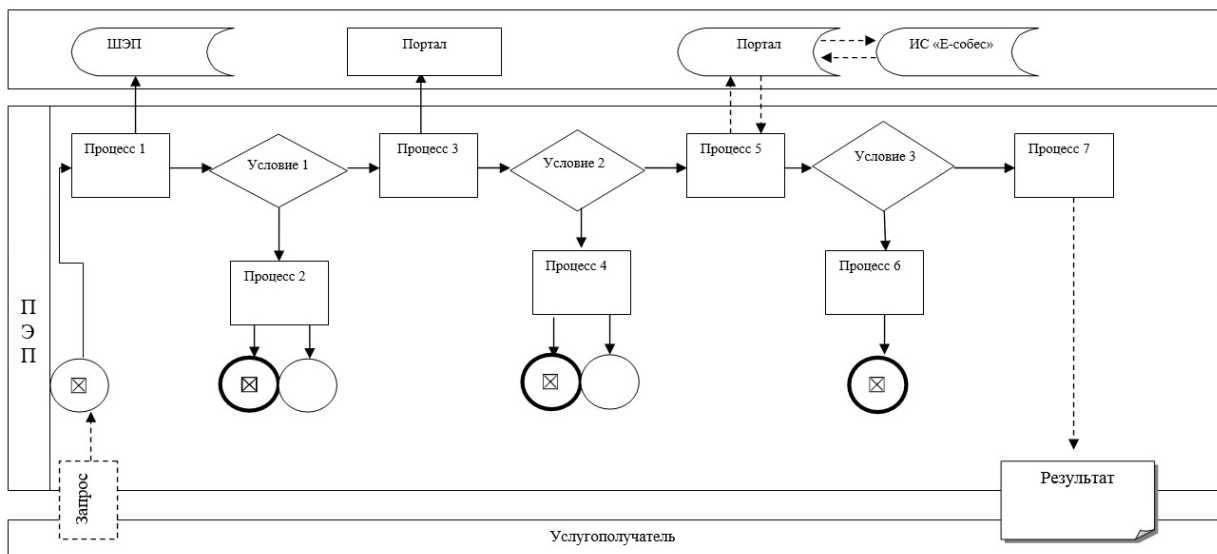 ШЭП
Портал
Портал
ИС «Е-собес»
Процесс 1
Условие 1
Процесс 3
Условие 2
Процесс 5
Условие 3
Процесс 7
Процесс 2
Процесс 4
Процесс 6
ПЭП
Запрос
Результат
Услугополучатель